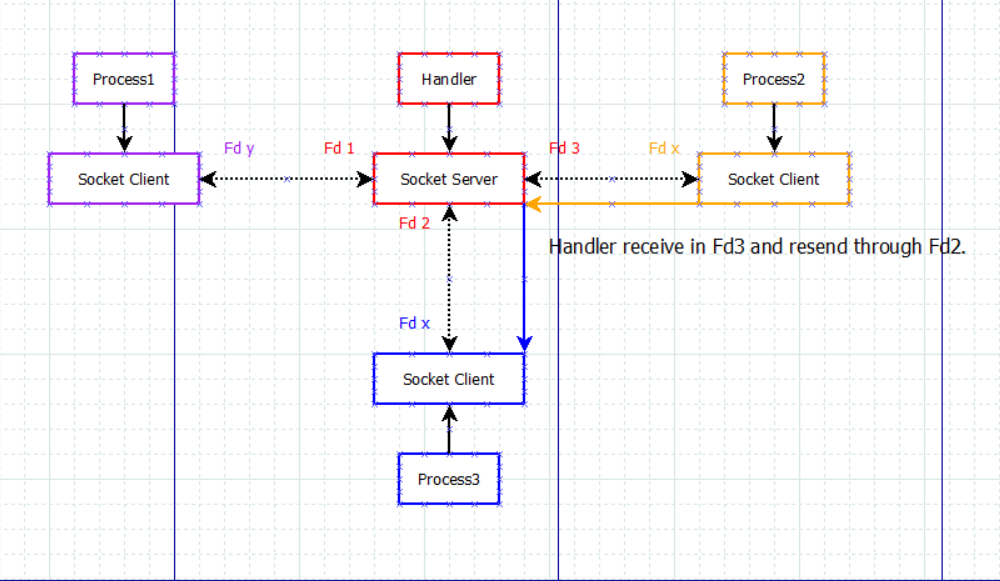 Process1
Handler
Process2
Fd y
Fd 1
Fd 3
Fd x
Socket Client
Socket Server
Socket Client
Fd 2
Handler receive in Fd3 and resend through Fd2.
Fd x
Socket Client
Process3